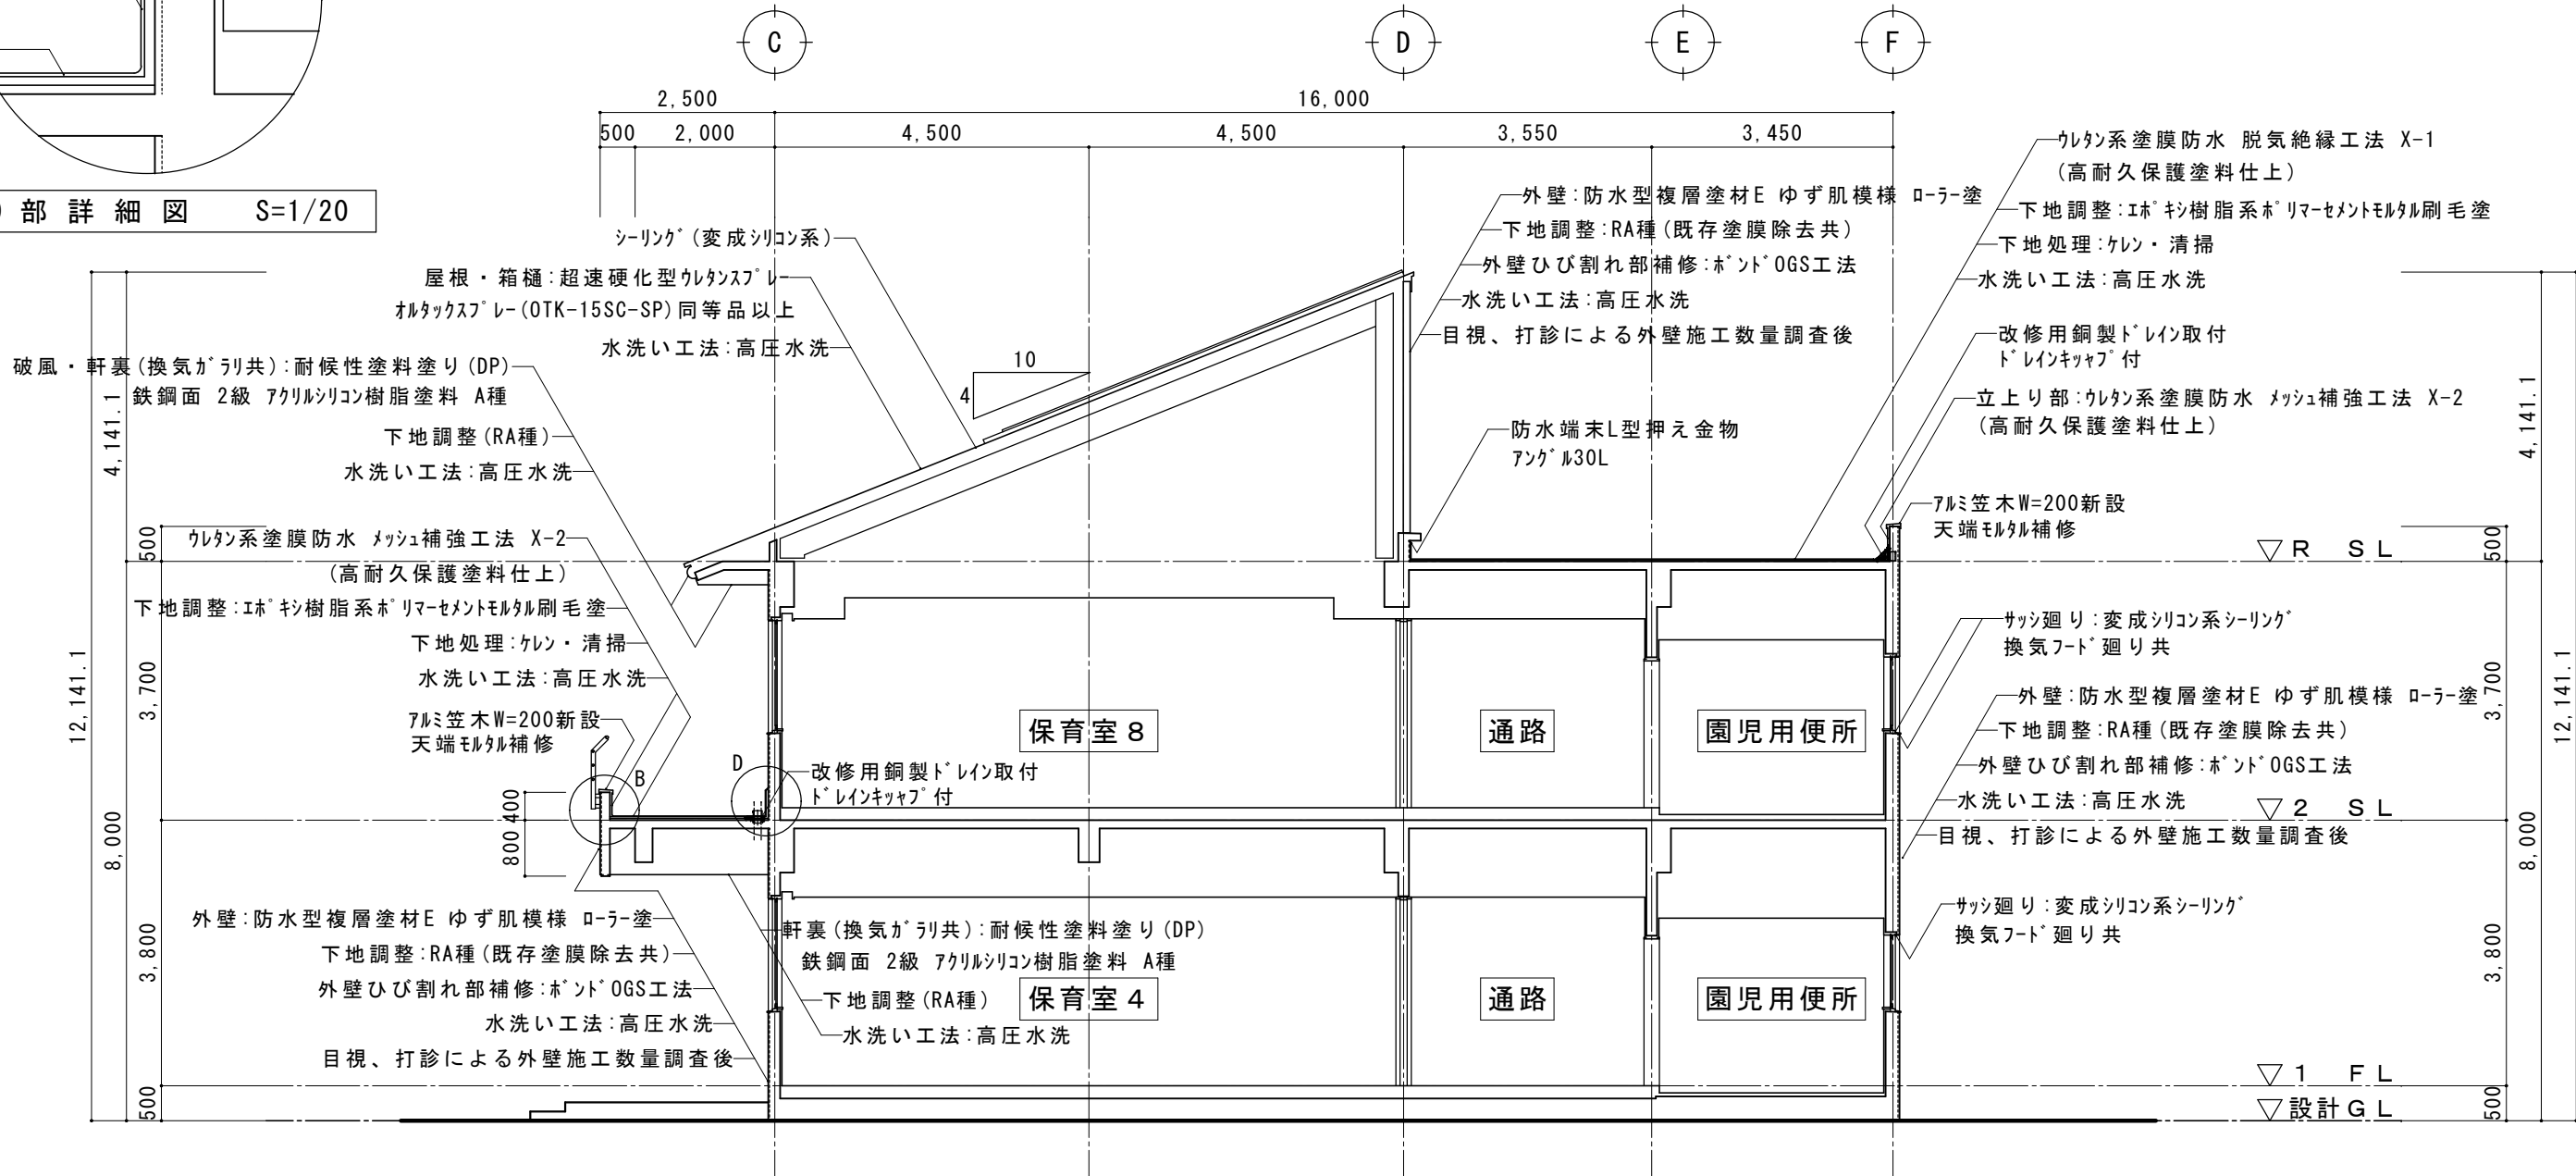 C
D
E
F
2,500
16,000
500
2,000
4,500
4,500
3,550
3,450
部詳細図 S=1/20
シーリング(変成シリコン系)
屋根・箱樋:超速硬化型ウレタンスプレー
オルタックスプレー(OTK-15SC-SP)同等品以上
水洗い工法:高圧水洗
10
4
破風・軒裏(換気ガラリ共):耐候性塗料塗り(DP)
鉄鋼面 2級 アクリルシリコン樹脂塗料 A種
下地調整(RA種)
水洗い工法:高圧水洗
ウレタン系塗膜防水 メッシュ補強工法 X-2
(高耐久保護塗料仕上)
下地調整:エポキシ樹脂系ポリマーセメントモルタル刷毛塗
下地処理:ケレン・清掃
水洗い工法:高圧水洗
アルミ笠木W=200新設
天端モルタル補修
B
D
改修用銅製ドレイン取付
ドレインキャップ付
外壁:防水型複層塗材E ゆず肌模様 ローラー塗
下地調整:RA種(既存塗膜除去共)
外壁ひび割れ部補修:ボンドOGS工法
水洗い工法:高圧水洗
目視、打診による外壁施工数量調査後
軒裏(換気ガラリ共):耐候性塗料塗り(DP)
鉄鋼面 2級 アクリルシリコン樹脂塗料 A種
下地調整(RA種)
水洗い工法:高圧水洗
外壁:防水型複層塗材E ゆず肌模様 ローラー塗
下地調整:RA種(既存塗膜除去共)
外壁ひび割れ部補修:ボンドOGS工法
水洗い工法:高圧水洗
目視、打診による外壁施工数量調査後
防水端末L型押え金物
アングル30L
ウレタン系塗膜防水 脱気絶縁工法 X-1
(高耐久保護塗料仕上)
下地調整:エポキシ樹脂系ポリマーセメントモルタル刷毛塗
下地処理:ケレン・清掃
水洗い工法:高圧水洗
改修用銅製ドレイン取付
ドレインキャップ付
立上り部:ウレタン系塗膜防水 メッシュ補強工法 X-2
(高耐久保護塗料仕上)
アルミ笠木W=200新設
天端モルタル補修
サッシ廻り:変成シリコン系シーリング
換気フード廻り共
外壁:防水型複層塗材E ゆず肌模様 ローラー塗
下地調整:RA種(既存塗膜除去共)
外壁ひび割れ部補修:ボンドOGS工法
水洗い工法:高圧水洗
目視、打診による外壁施工数量調査後
サッシ廻り:変成シリコン系シーリング
換気フード廻り共
保育室8
通路
園児用便所
保育室4
通路
園児用便所
▽R SL
▽2 SL
▽1 FL
▽設計GL
12,141.1
4,141.1
8,000
500
3,700
3,800
500
400
800
500
3,700
3,800
500
4,141.1
8,000
12,141.1